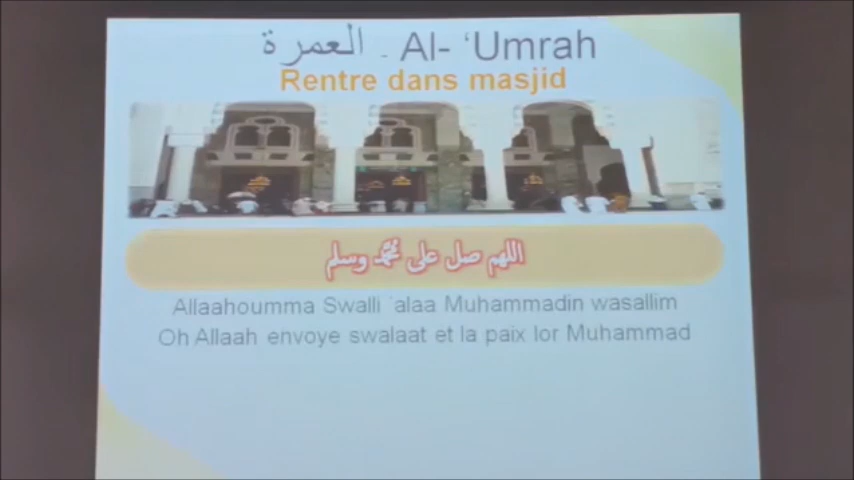 العمرة - Al- ‘Umrah
Rentre dans masjid
اللهم صل على محمد وسلم
Allaahoumma Swalli ‘alaa Muhammadin wasallim
Oh Allaah envoye swalaat et la paix lor Muhammad